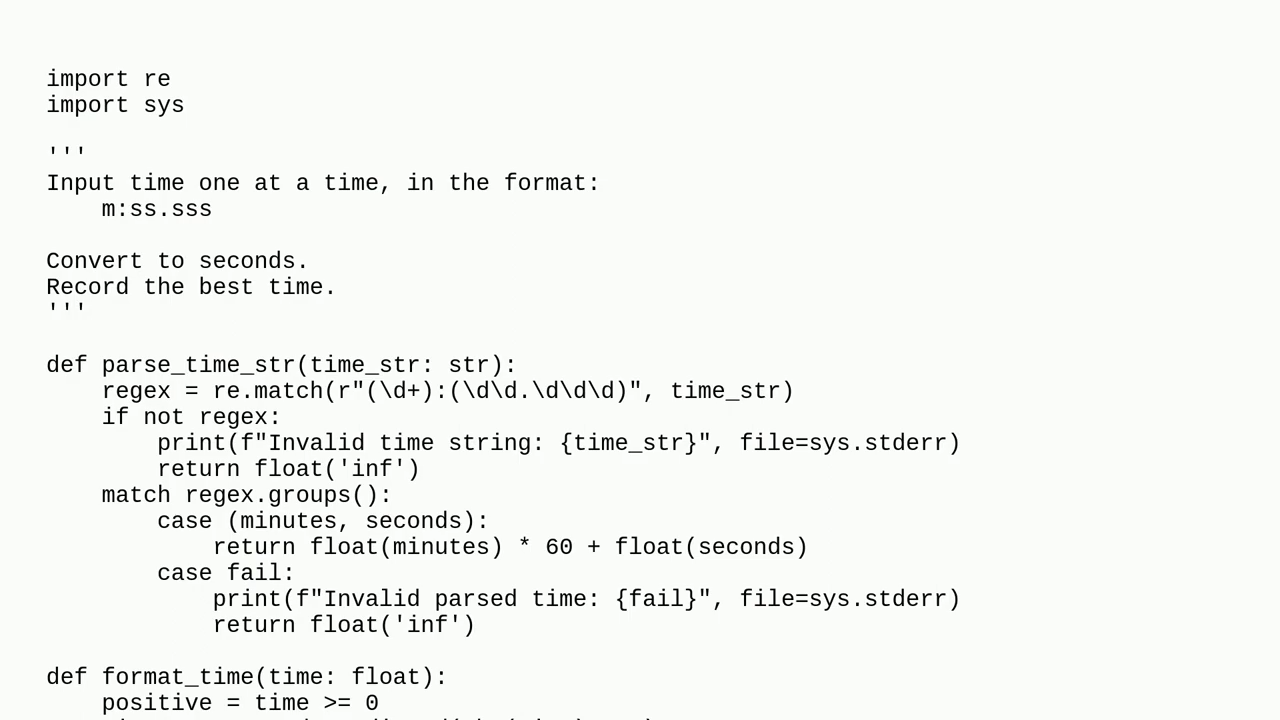 import re
import sys

'''
Input time one at a time, in the format:
    m:ss.sss

Convert to seconds.
Record the best time.
'''

def parse_time_str(time_str: str):
    regex = re.match(r"(\d+):(\d\d.\d\d\d)", time_str)
    if not regex:
        print(f"Invalid time string: {time_str}", file=sys.stderr)
        return float('inf')
    match regex.groups():
        case (minutes, seconds):
            return float(minutes) * 60 + float(seconds)
        case fail:
            print(f"Invalid parsed time: {fail}", file=sys.stderr)
            return float('inf')

def format_time(time: float):
    positive = time >= 0